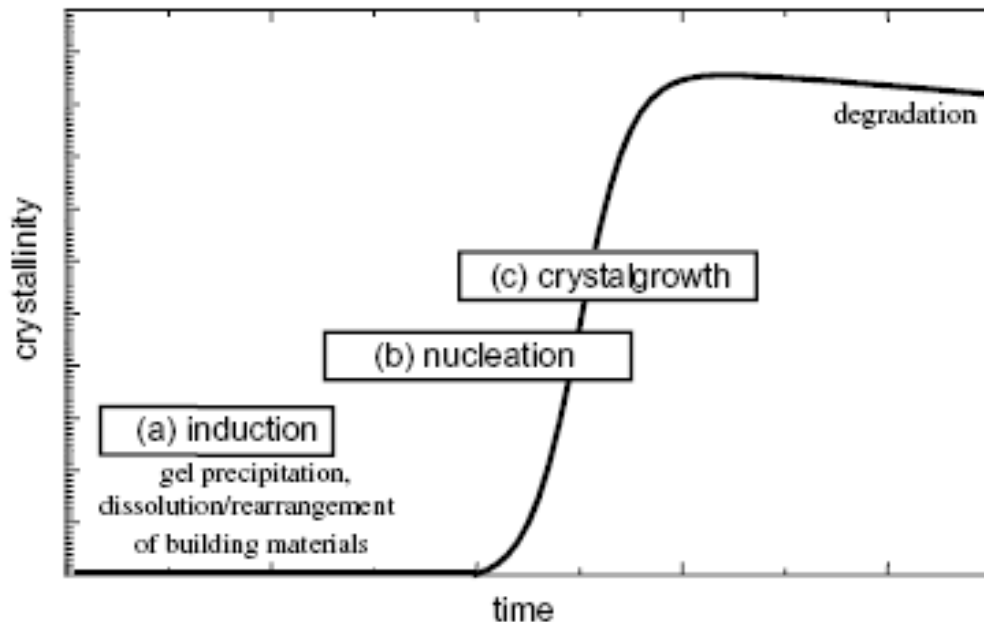 degradation
crystallinity
(c) crystalgrowth
(b) nucleation
(a) induction
gel precipitation,
dissolution/rearrangement
of building materials
time